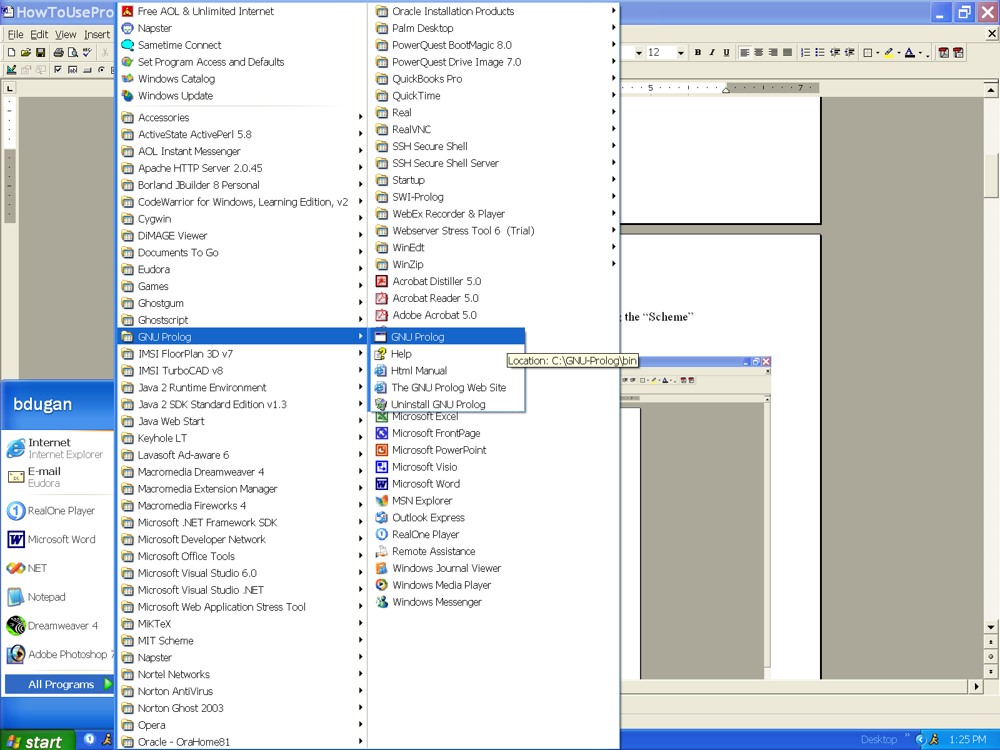 HowToUsePro
File Edit View Insert
12
B I U
A
L
5 7
Free AOL & Unlimited Internet
Napster
Sametime Connect
Set Program Access and Defaults
Windows Catalog
Windows Update
Accessories
ActiveState ActivePerl 5.8
AOL Instant Messenger
Apache HTTP Server 2.0.45
Borland JBuilder 8 Personal
CodeWarrior for Windows, Learning Edition, v2
Cygwin
DiMAGE Viewer
Documents To Go
Eudora
Games
Ghostgum
Ghostscript
GNU Prolog
IMSI FloorPlan 3D v7
IMSI TurboCAD v8
Java 2 Runtime Environment
Java 2 SDK Standard Edition v1.3
Java Web Start
Keyhole LT
Lavasoft Ad-aware 6
Macromedia Dreamweaver 4
Macromedia Extension Manager
Macromedia Fireworks 4
Microsoft .NET Framework SDK
Microsoft Developer Network
Microsoft Office Tools
Microsoft Visual Studio 6.0
Microsoft Visual Studio .NET
Microsoft Web Application Stress Tool
MiKTeX
MIT Scheme
Napster
Nortel Networks
Norton AntiVirus
Norton Ghost 2003
Opera
Oracle - OraHome81
Oracle Installation Products
Palm Desktop
PowerQuest BootMagic 8.0
PowerQuest Drive Image 7.0
QuickBooks Pro
QuickTime
Real
RealVNC
SSH Secure Shell
SSH Secure Shell Server
Startup
SWI-Prolog
WebEx Recorder & Player
Webserver Stress Tool 6 (Trial)
WinEdt
WinZip
Acrobat Distiller 5.0
Acrobat Reader 5.0
Adobe Acrobat 5.0
GNU Prolog
Help
Html Manual
The GNU Prolog Web Site
Uninstall GNU Prolog
Location: C:\GNU-Prolog\bin
Microsoft Excel
Microsoft FrontPage
Microsoft PowerPoint
Microsoft Visio
Microsoft Word
MSN Explorer
Outlook Express
RealOne Player
Remote Assistance
Windows Journal Viewer
Windows Media Player
Windows Messenger
the “Scheme”
bdugan
Internet
Internet Explorer
E-mail
Eudora
RealOne Player
Microsoft Word
NET
Notepad
Dreamweaver 4
Adobe Photoshop 7
All Programs
start
Desktop
1:25 PM